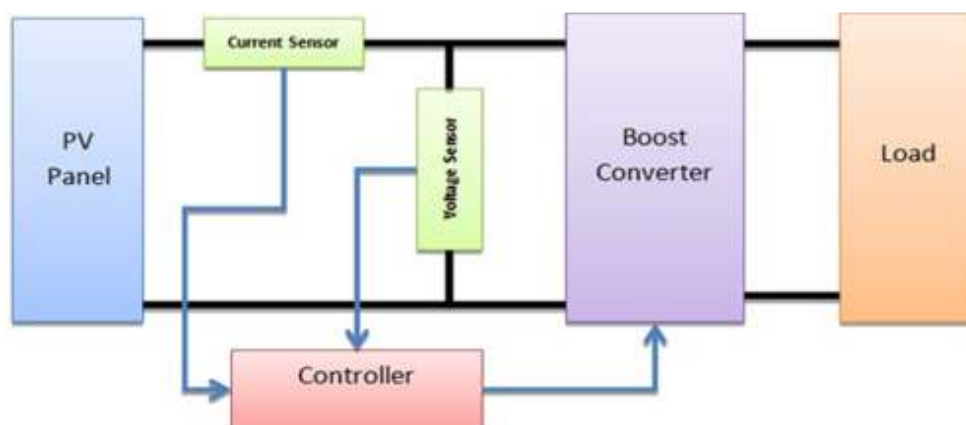 PV
Panel
Current Sensor
Voltage Sensor
Boost
Converter
Load
Controller